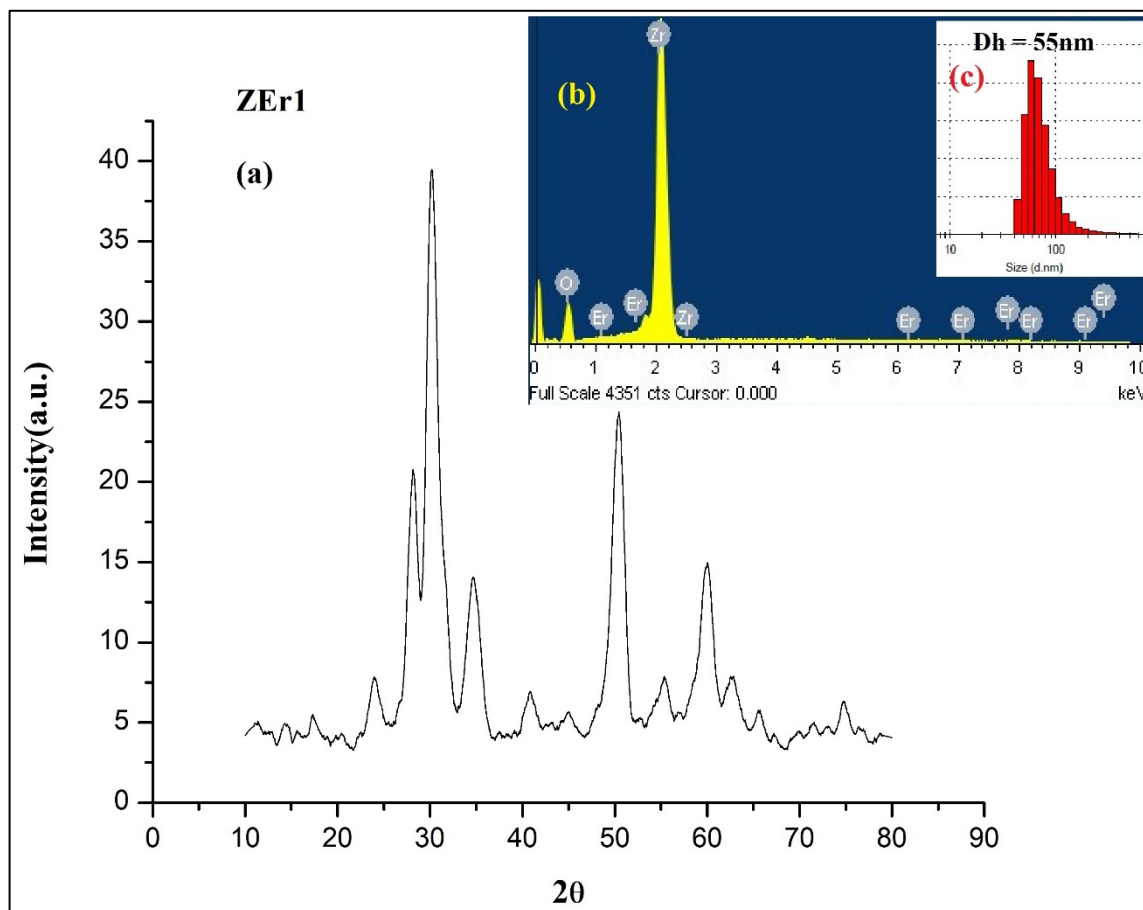 ZEr1
(a)
Intensity(a.u.)
40
35
30
25
20
15
10
5
0
0 10 20 30 40 50 60 70 80 90
2θ
(b)
Zr
O
Er
Er
Zr
Er
Er
Er
Er
Er
Er
0 1 2 3 4 5 6 7 8 9 10
Full Scale 4351 cts Cursor: 0.000
keV
Dh = 55nm
(c)
10 100
Size (d.nm)